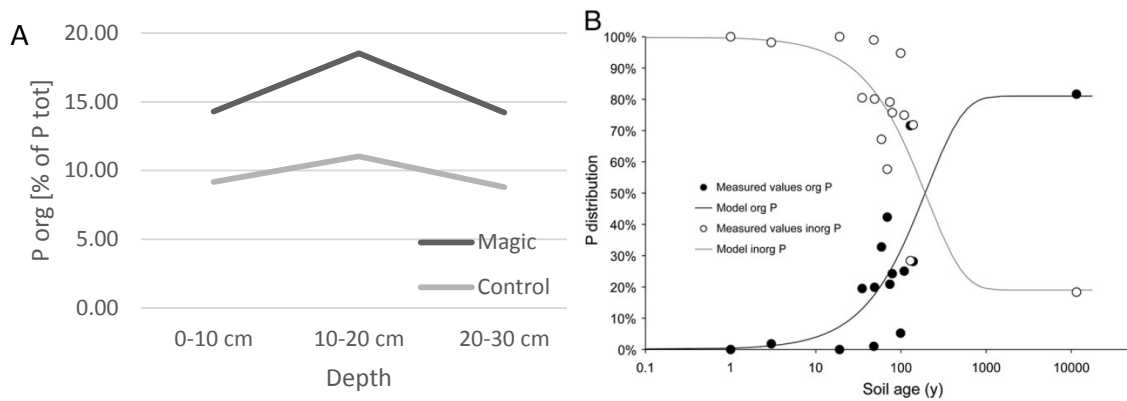 A
P org [% of P tot]
20.00
15.00
10.00
5.00
0.00
Magic
Control
0-10 cm
10-20 cm
20-30 cm
Depth
B
P distribution
100%
90%
80%
70%
60%
50%
40%
30%
20%
10%
0%
Measured values org P
Model org P
Measured values inorg P
Model inorg P
0.1
1
10
100
1000
10000
Soil age (y)